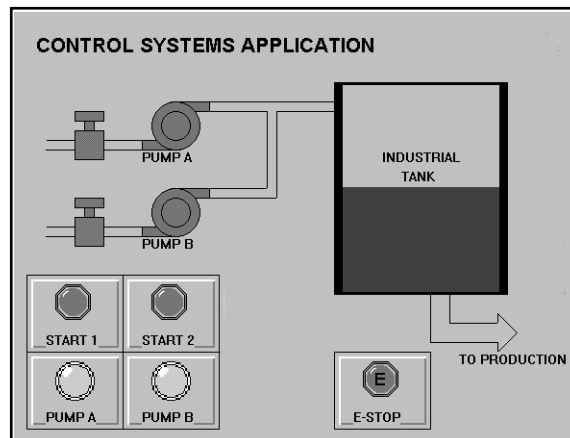 CONTROL SYSTEMS APPLICATION
PUMP A
INDUSTRIAL
TANK
PUMP B
START 1
START 2
TO PRODUCTION
E
PUMP A
PUMP B
E-STOP